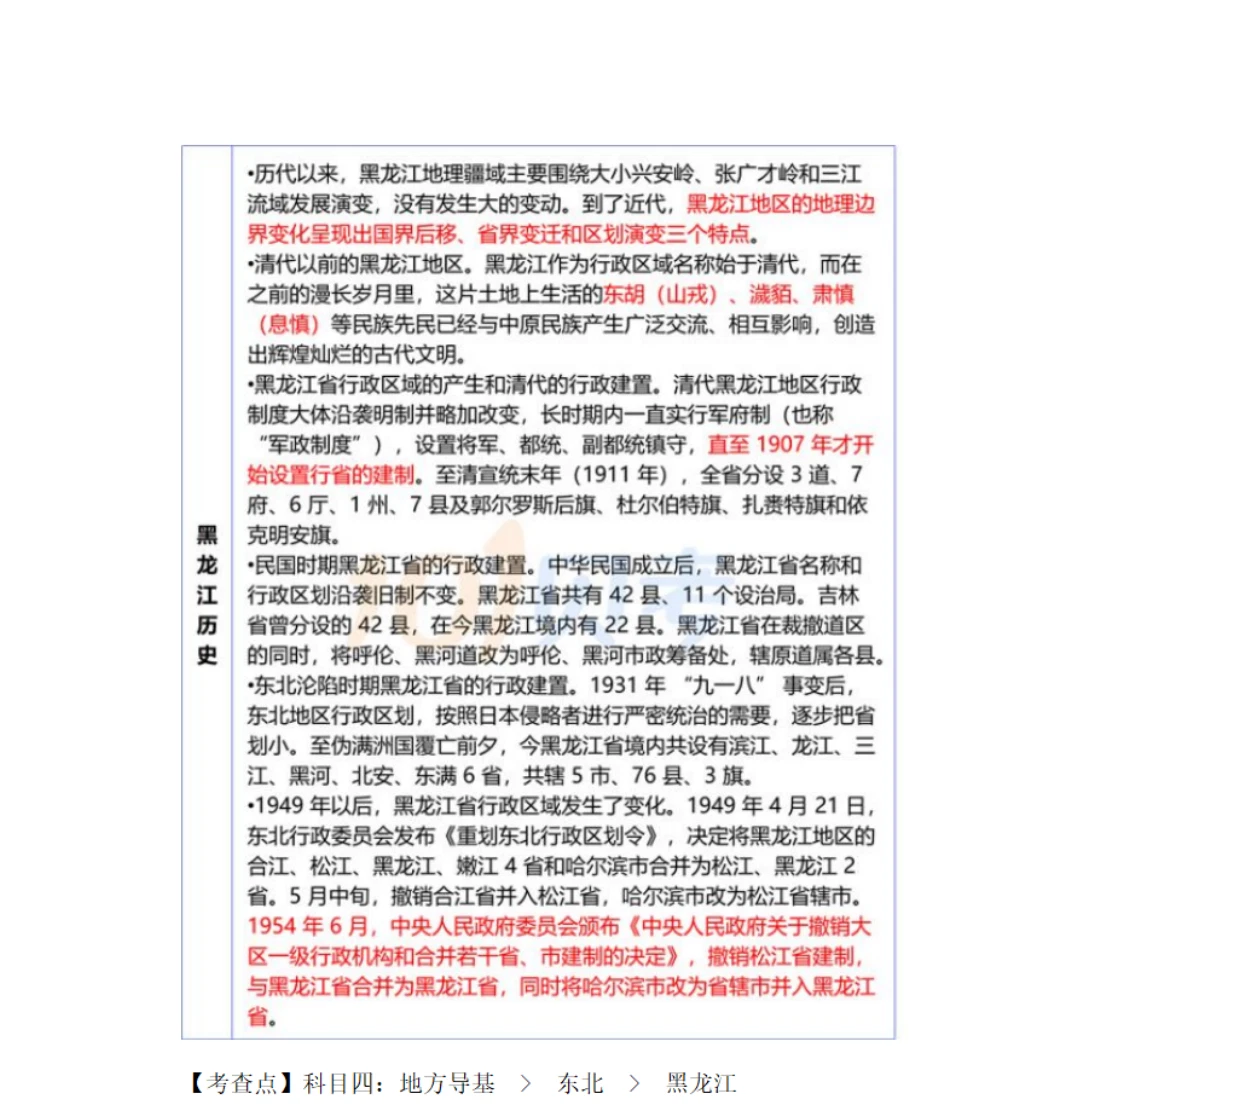 黑龙江历史
•历代以来，黑龙江地理疆域主要围绕大小兴安岭、张广才岭和三江
流域发展演变，没有发生大的变动。到了近代，黑龙江地区的地理边
界变化呈现出国界后移、省界变迁和区划演变三个特点。
•清代以前的黑龙江地区。黑龙江作为行政区域名称始于清代，而在
之前的漫长岁月里，这片土地上生活的东胡（山戎）、濊貊、肃慎
（息慎）等民族先民已经与中原民族产生广泛交流、相互影响，创造
出辉煌灿烂的古代文明。
•黑龙江省行政区域的产生和清代的行政建置。清代黑龙江地区行政
制度大体沿袭明制并略加改变，长时期内一直实行军府制（也称
“军政制度”），设置将军、都统、副都统镇守，直至 1907 年才开
始设置行省的建制。至清宣统末年（1911 年），全省分设 3 道、7
府、6 厅、1 州、7 县及郭尔罗斯后旗、杜尔伯特旗、扎赉特旗和依
克明安旗。
•民国时期黑龙江省的行政建置。中华民国成立后，黑龙江省名称和
行政区划沿袭旧制不变。黑龙江省共有 42 县、11 个设治局。吉林
省曾分设的 42 县，在今黑龙江境内有 22 县。黑龙江省在裁撤道区
的同时，将呼伦、黑河道改为呼伦、黑河市政筹备处，辖原道属各县。
•东北沦陷时期黑龙江省的行政建置。1931 年 “九一八” 事变后，
东北地区行政区划，按照日本侵略者进行严密统治的需要，逐步把省
划小。至伪满洲国覆亡前夕，今黑龙江省境内共设有滨江、龙江、三
江、黑河、北安、东满 6 省，共辖 5 市、76 县、3 旗。
•1949 年以后，黑龙江省行政区域发生了变化。1949 年 4 月 21 日，
东北行政委员会发布《重划东北行政区划令》，决定将黑龙江地区的
合江、松江、黑龙江、嫩江 4 省和哈尔滨市合并为松江、黑龙江 2
省。5 月中旬，撤销合江省并入松江省，哈尔滨市改为松江省辖市。
1954 年 6 月，中央人民政府委员会颁布《中央人民政府关于撤销大
区一级行政机构和合并若干省、市建制的决定》，撤销松江省建制，
与黑龙江省合并为黑龙江省，同时将哈尔滨市改为省辖市并入黑龙江
省。
101网考
【考查点】科目四：地方导基 > 东北 > 黑龙江